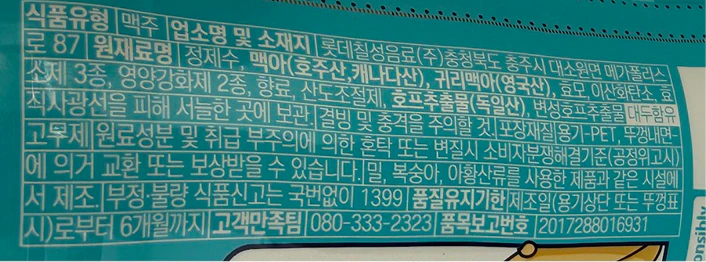 식품유형 맥주 업소명 및 소재지 롯데칠성음료(주)충청북도 충주시 대소원면 메가폴리스
로 87 원재료명 정제수, 맥아(호주산,캐나다산), 귀리맥아(영국산), 효모, 이산화탄소, 효
소제 3종, 영양강화제 2종, 향료, 산도조절제, 호프추출물(독일산), 변성호프추출물 대두함유
직사광선을 피해 서늘한 곳에 보관, 결빙 및 충격을 주의할 것. 포장재질 용기-PET, 뚜껑내면-
고무제 원료성분 및 취급 부주의에 의한 혼탁 또는 변질시 소비자분쟁해결기준(공정위고시)
에 의거 교환 또는 보상받을 수 있습니다. 밀, 복숭아, 아황산류를 사용한 제품과 같은 시설에
서 제조. 부정·불량 식품신고는 국번없이 1399 품질유지기한 제조일(용기상단 또는 뚜껑표
시)로부터 6개월까지 고객만족팀 080-333-2323 품목보고번호 2017288016931
onsibly